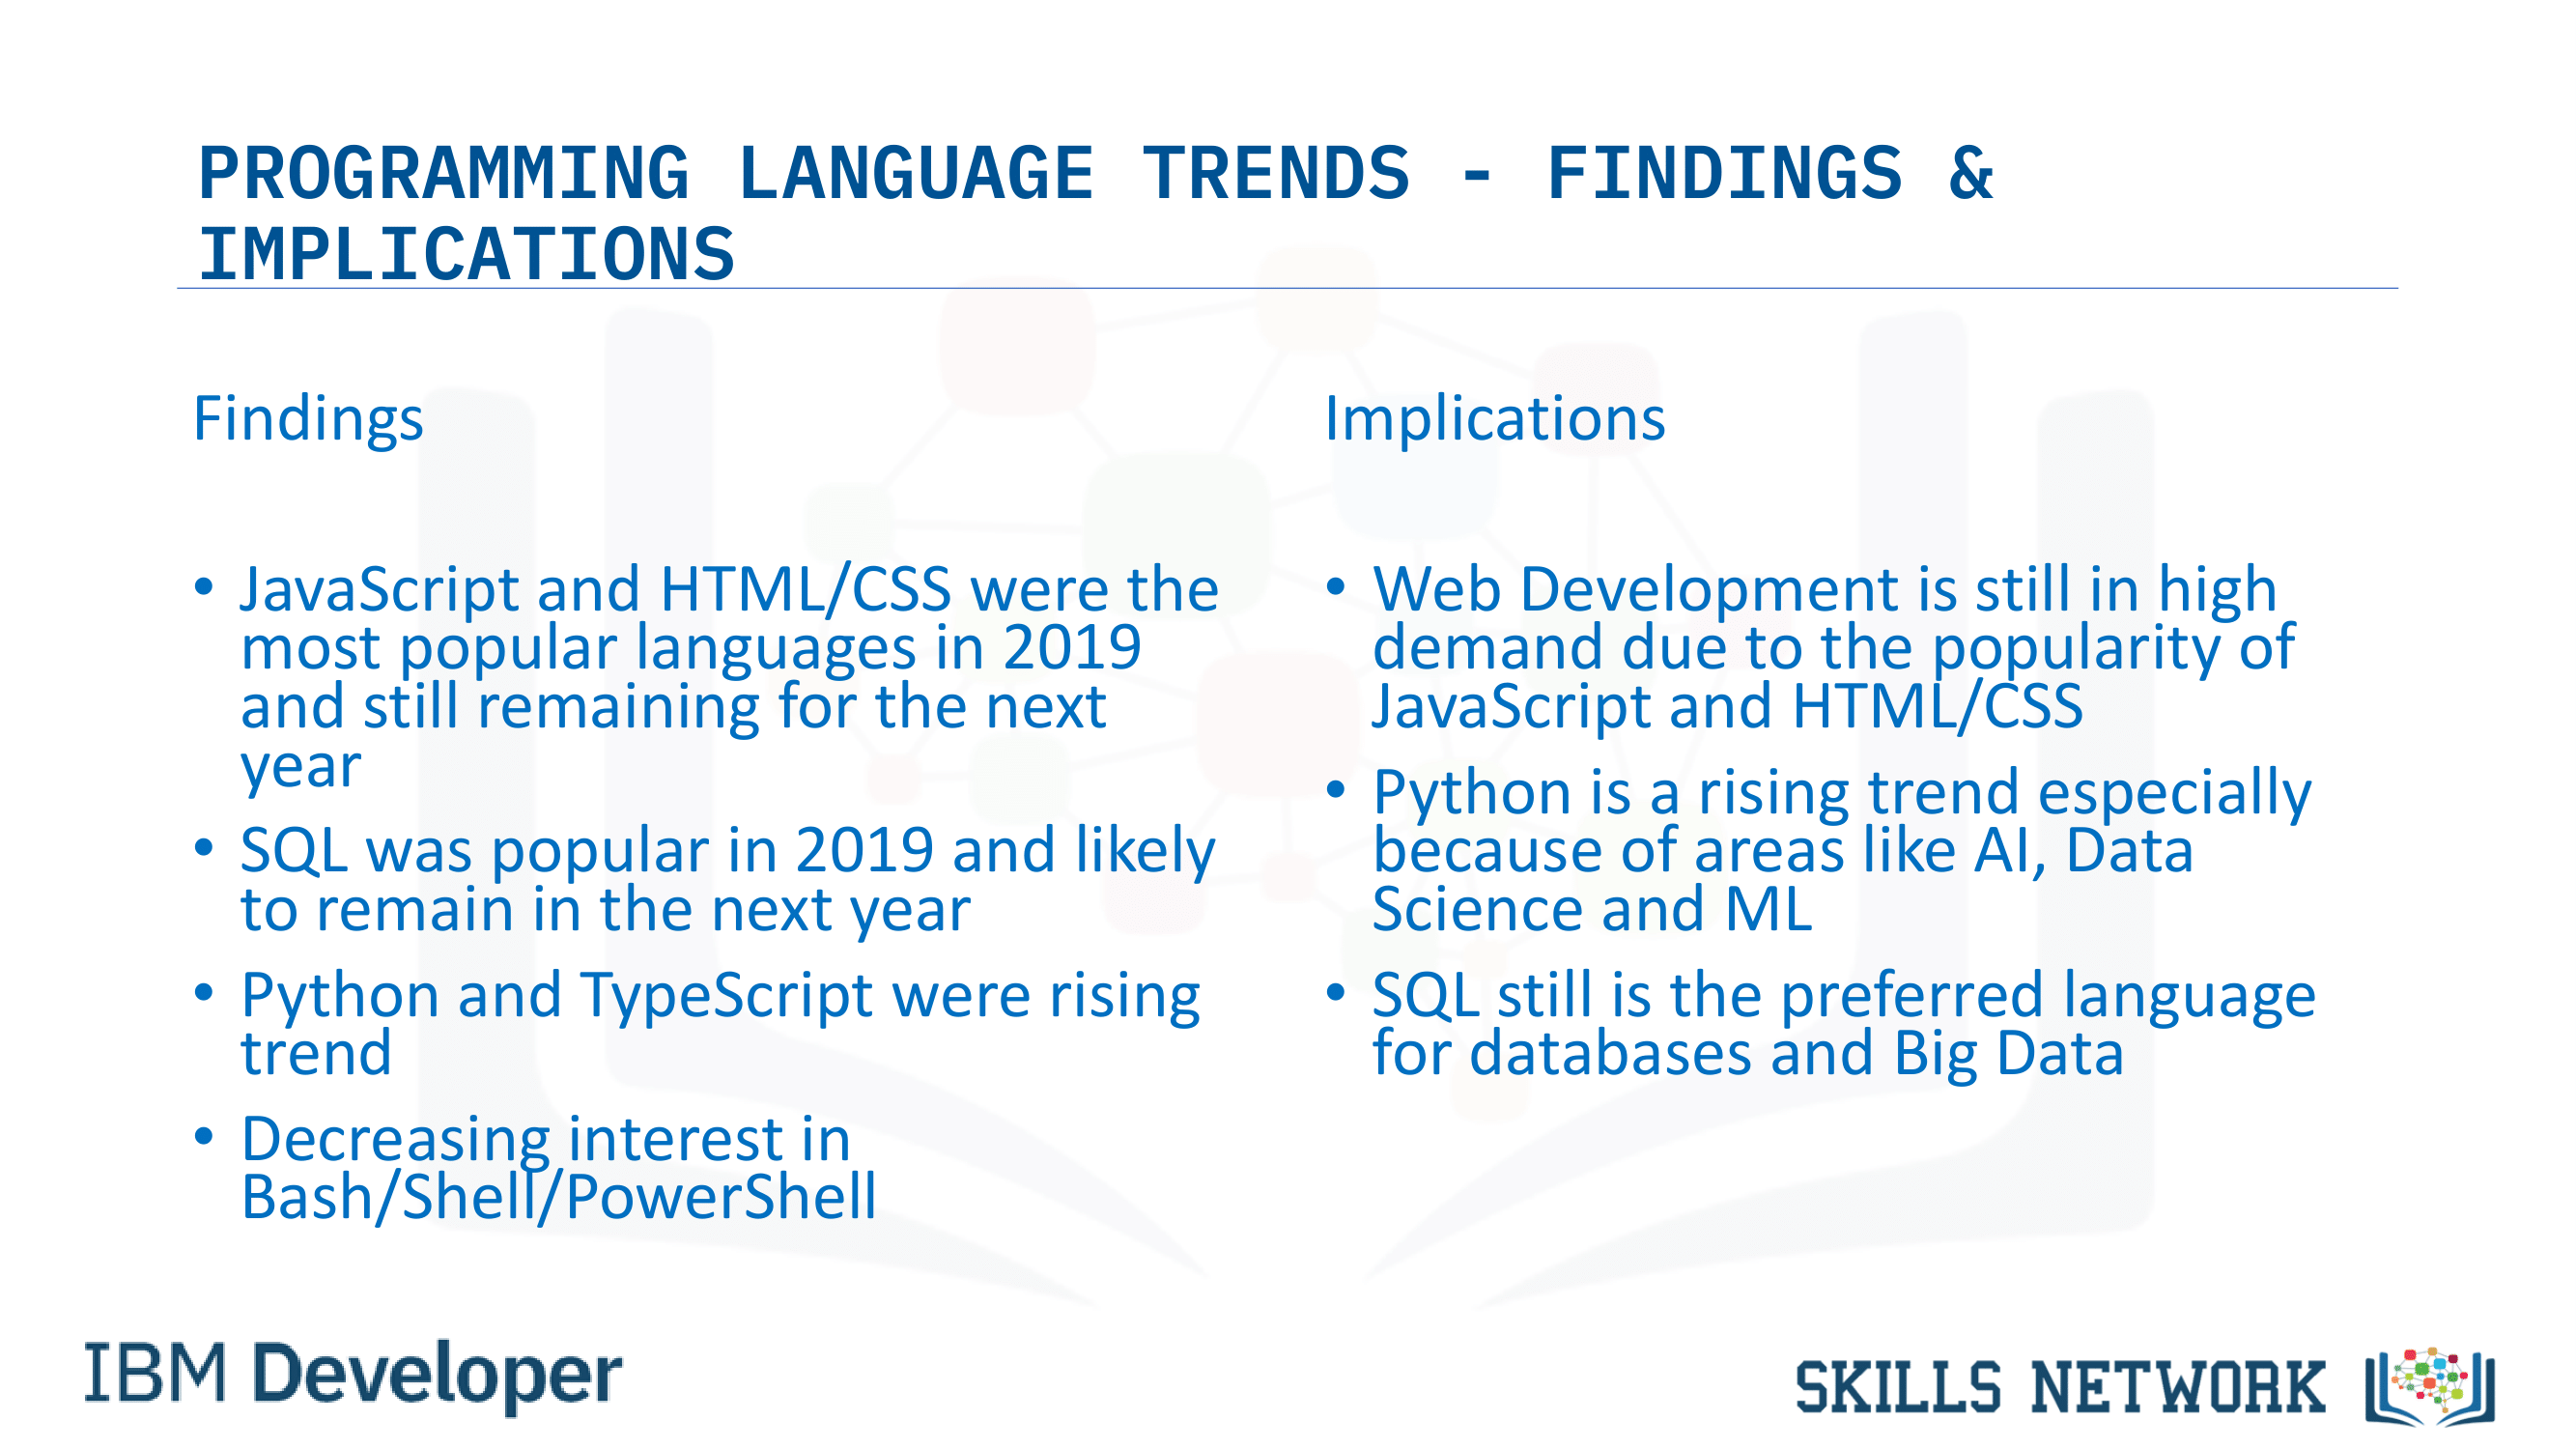 PROGRAMMING LANGUAGE TRENDS - FINDINGS &
IMPLICATIONS
Findings
• JavaScript and HTML/CSS were the
most popular languages in 2019
and still remaining for the next
year
• SQL was popular in 2019 and likely
to remain in the next year
• Python and TypeScript were rising
trend
• Decreasing interest in
Bash/Shell/PowerShell
Implications
• Web Development is still in high
demand due to the popularity of
JavaScript and HTML/CSS
• Python is a rising trend especially
because of areas like AI, Data
Science and ML
• SQL still is the preferred language
for databases and Big Data
IBM Developer
SKILLS NETWORK